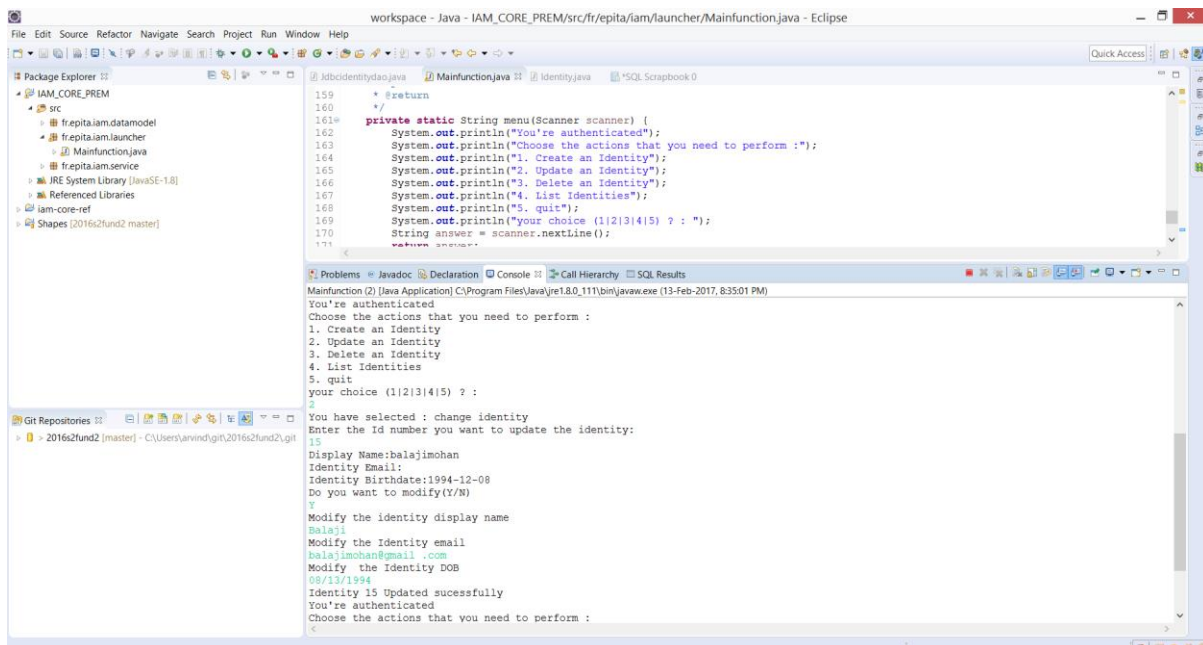 workspace - Java - IAM_CORE_PREM/src/fr/epita/iam/launcher/Mainfunction.java - Eclipse
File Edit Source Refactor Navigate Search Project Run Window Help
Quick Access
Package Explorer
IAM_CORE_PREM
src
fr.epita.iam.datamodel
fr.epita.iam.launcher
Mainfunction.java
fr.epita.iam.service
JRE System Library [JavaSE-1.8]
Referenced Libraries
iam-core-ref
Shapes [2016s2fund2 master]
Git Repositories
> 2016s2fund2 [master] - C:\Users\arvind\git\2016s2fund2\.git
Jdbcidentitydao.java Mainfunction.java Identity.java *SQL Scrapbook 0
159 * @return
160 */
161 private static String menu(Scanner scanner) {
162 System.out.println("You're authenticated");
163 System.out.println("Choose the actions that you need to perform :");
164 System.out.println("1. Create an Identity");
165 System.out.println("2. Update an Identity");
166 System.out.println("3. Delete an Identity");
167 System.out.println("4. List Identities");
168 System.out.println("5. quit");
169 System.out.println("your choice (1|2|3|4|5) ? : ");
170 String answer = scanner.nextLine();
171 return answer;
Problems Javadoc Declaration Console Call Hierarchy SQL Results
Mainfunction (2) [Java Application] C:\Program Files\Java\jre1.8.0_111\bin\javaw.exe (13-Feb-2017, 8:35:01 PM)
You're authenticated
Choose the actions that you need to perform :
1. Create an Identity
2. Update an Identity
3. Delete an Identity
4. List Identities
5. quit
your choice (1|2|3|4|5) ? :
2
You have selected : change identity
Enter the Id number you want to update the identity:
15
Display Name:balajimohan
Identity Email:
Identity Birthdate:1994-12-08
Do you want to modify(Y/N)
Y
Modify the identity display name
Balaji
Modify the Identity email
balajimohan@gmail .com
Modify  the Identity DOB
08/13/1994
Identity 15 Updated sucessfully
You're authenticated
Choose the actions that you need to perform :